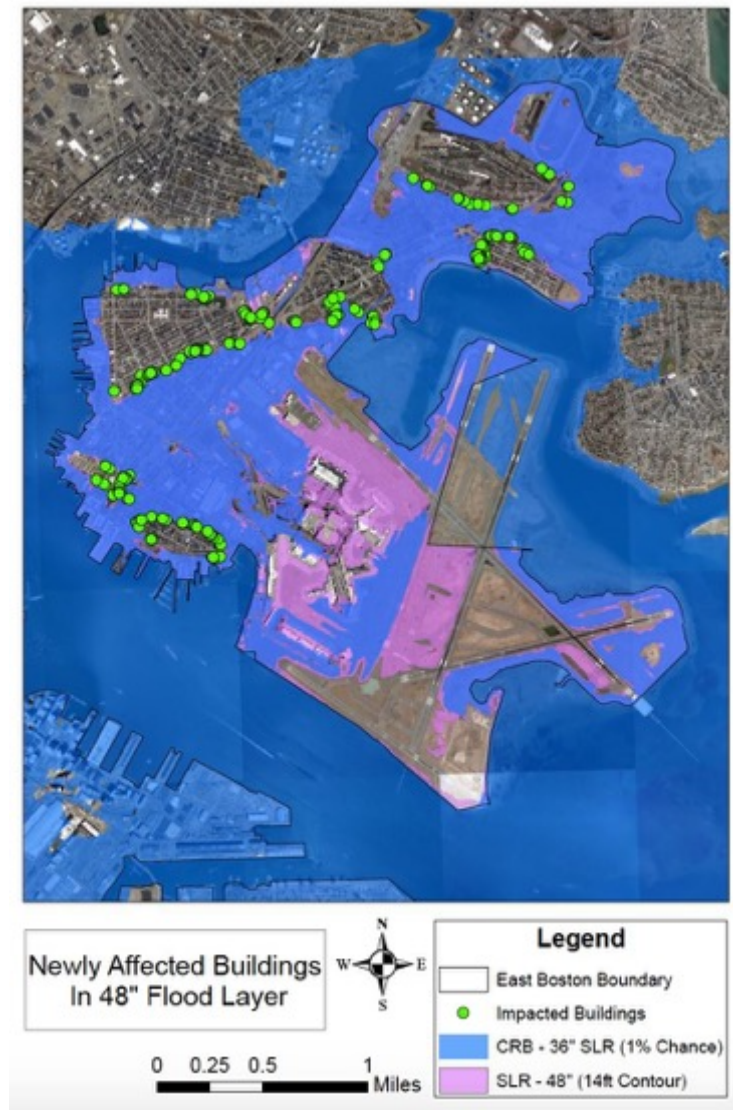 Newly Affected Buildings
In 48" Flood Layer
N
W
E
S
0 0.25 0.5 1
Miles
Legend
East Boston Boundary
Impacted Buildings
CRB - 36" SLR (1% Chance)
SLR - 48" (14ft Contour)